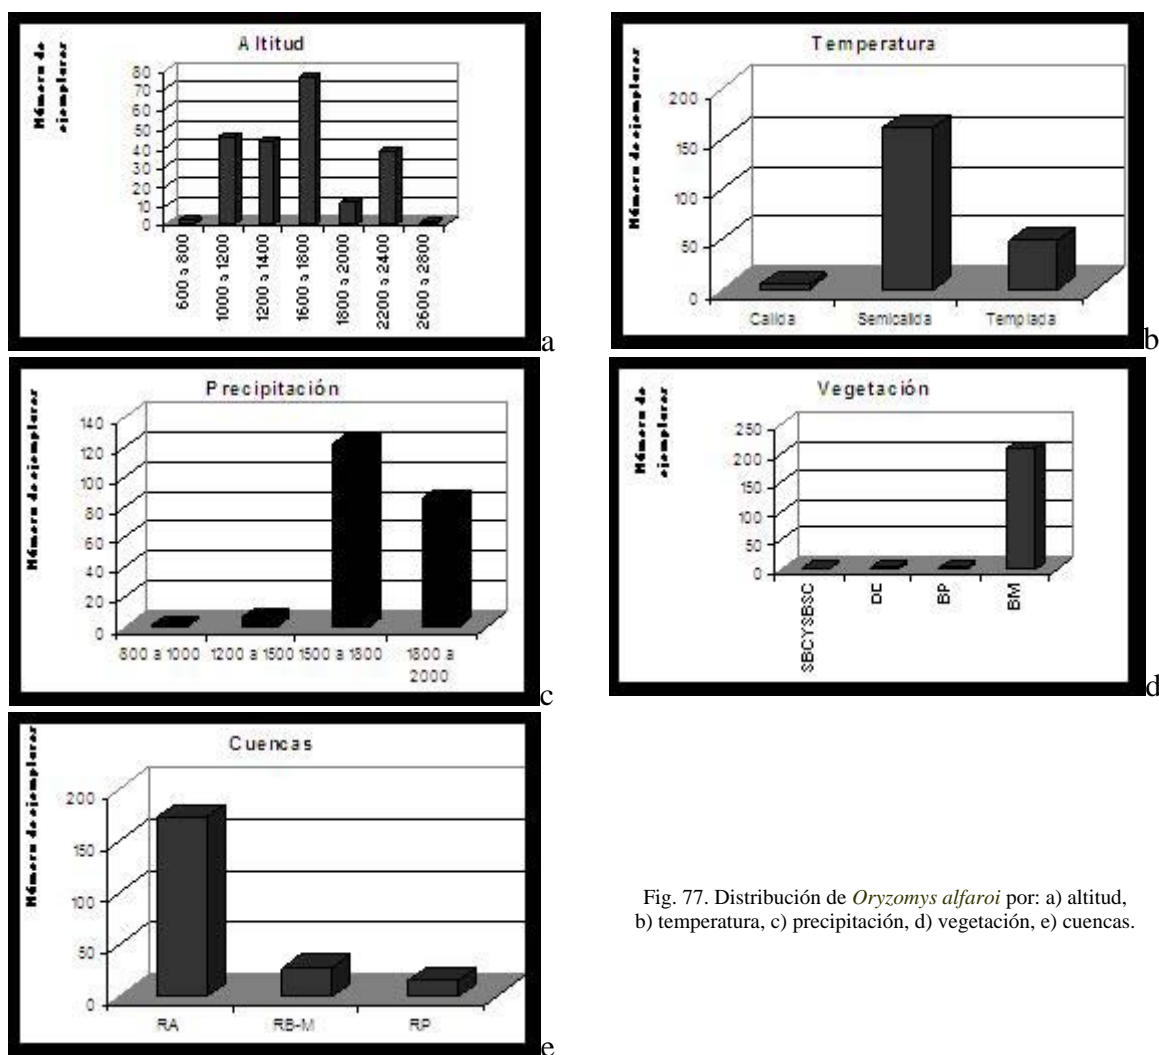 Altitud
Número de
ejemplares
80
70
60
50
40
30
20
10
0
600 a 800
1000 a 1200
1200 a 1400
1600 a 1800
1800 a 2000
2200 a 2400
2600 a 2800
a
Temperatura
Número de ejemplares
200
150
100
50
0
Calida
Semicalida
Templada
b
Precipitación
Número de ejemplares
140
120
100
80
60
40
20
0
800 a 1000
1200 a 1500
1500 a 1800
1800 a
2000
c
Vegetación
Número de
ejemplares
250
200
150
100
50
0
SBCYSBSC
BP
BM
d
Cuencas
Número de ejemplares
200
150
100
50
0
RA
RB-M
RP
e
Fig. 77. Distribución de Oryzomys alfaroi por: a) altitud,
b) temperatura, c) precipitación, d) vegetación, e) cuencas.